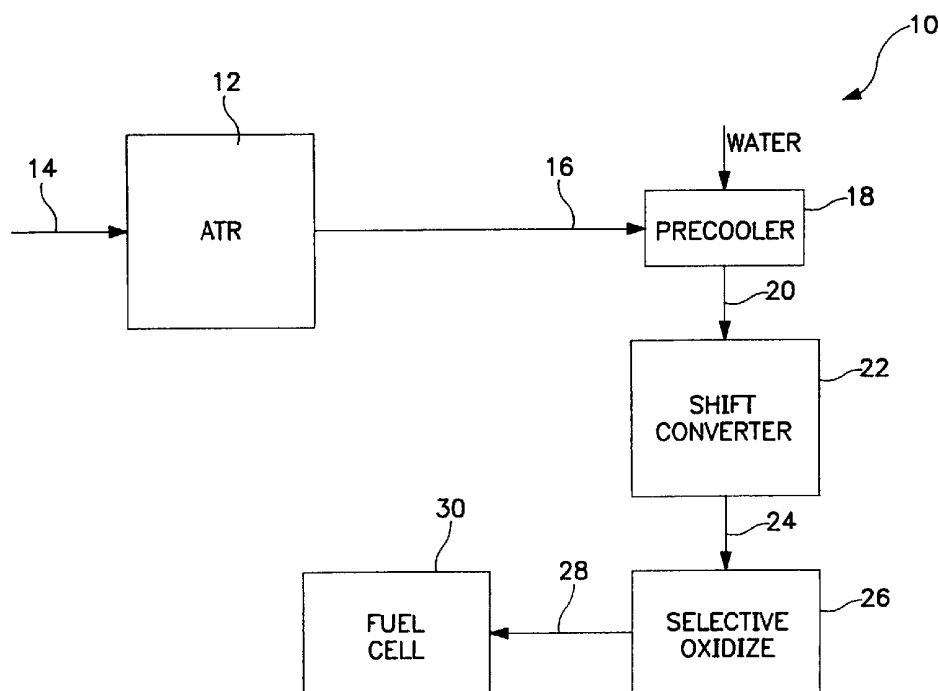 10
12
WATER
14
16
18
ATR
PRECOOLER
20
22
SHIFT
CONVERTER
24
30
28
26
FUEL
CELL
SELECTIVE
OXIDIZE